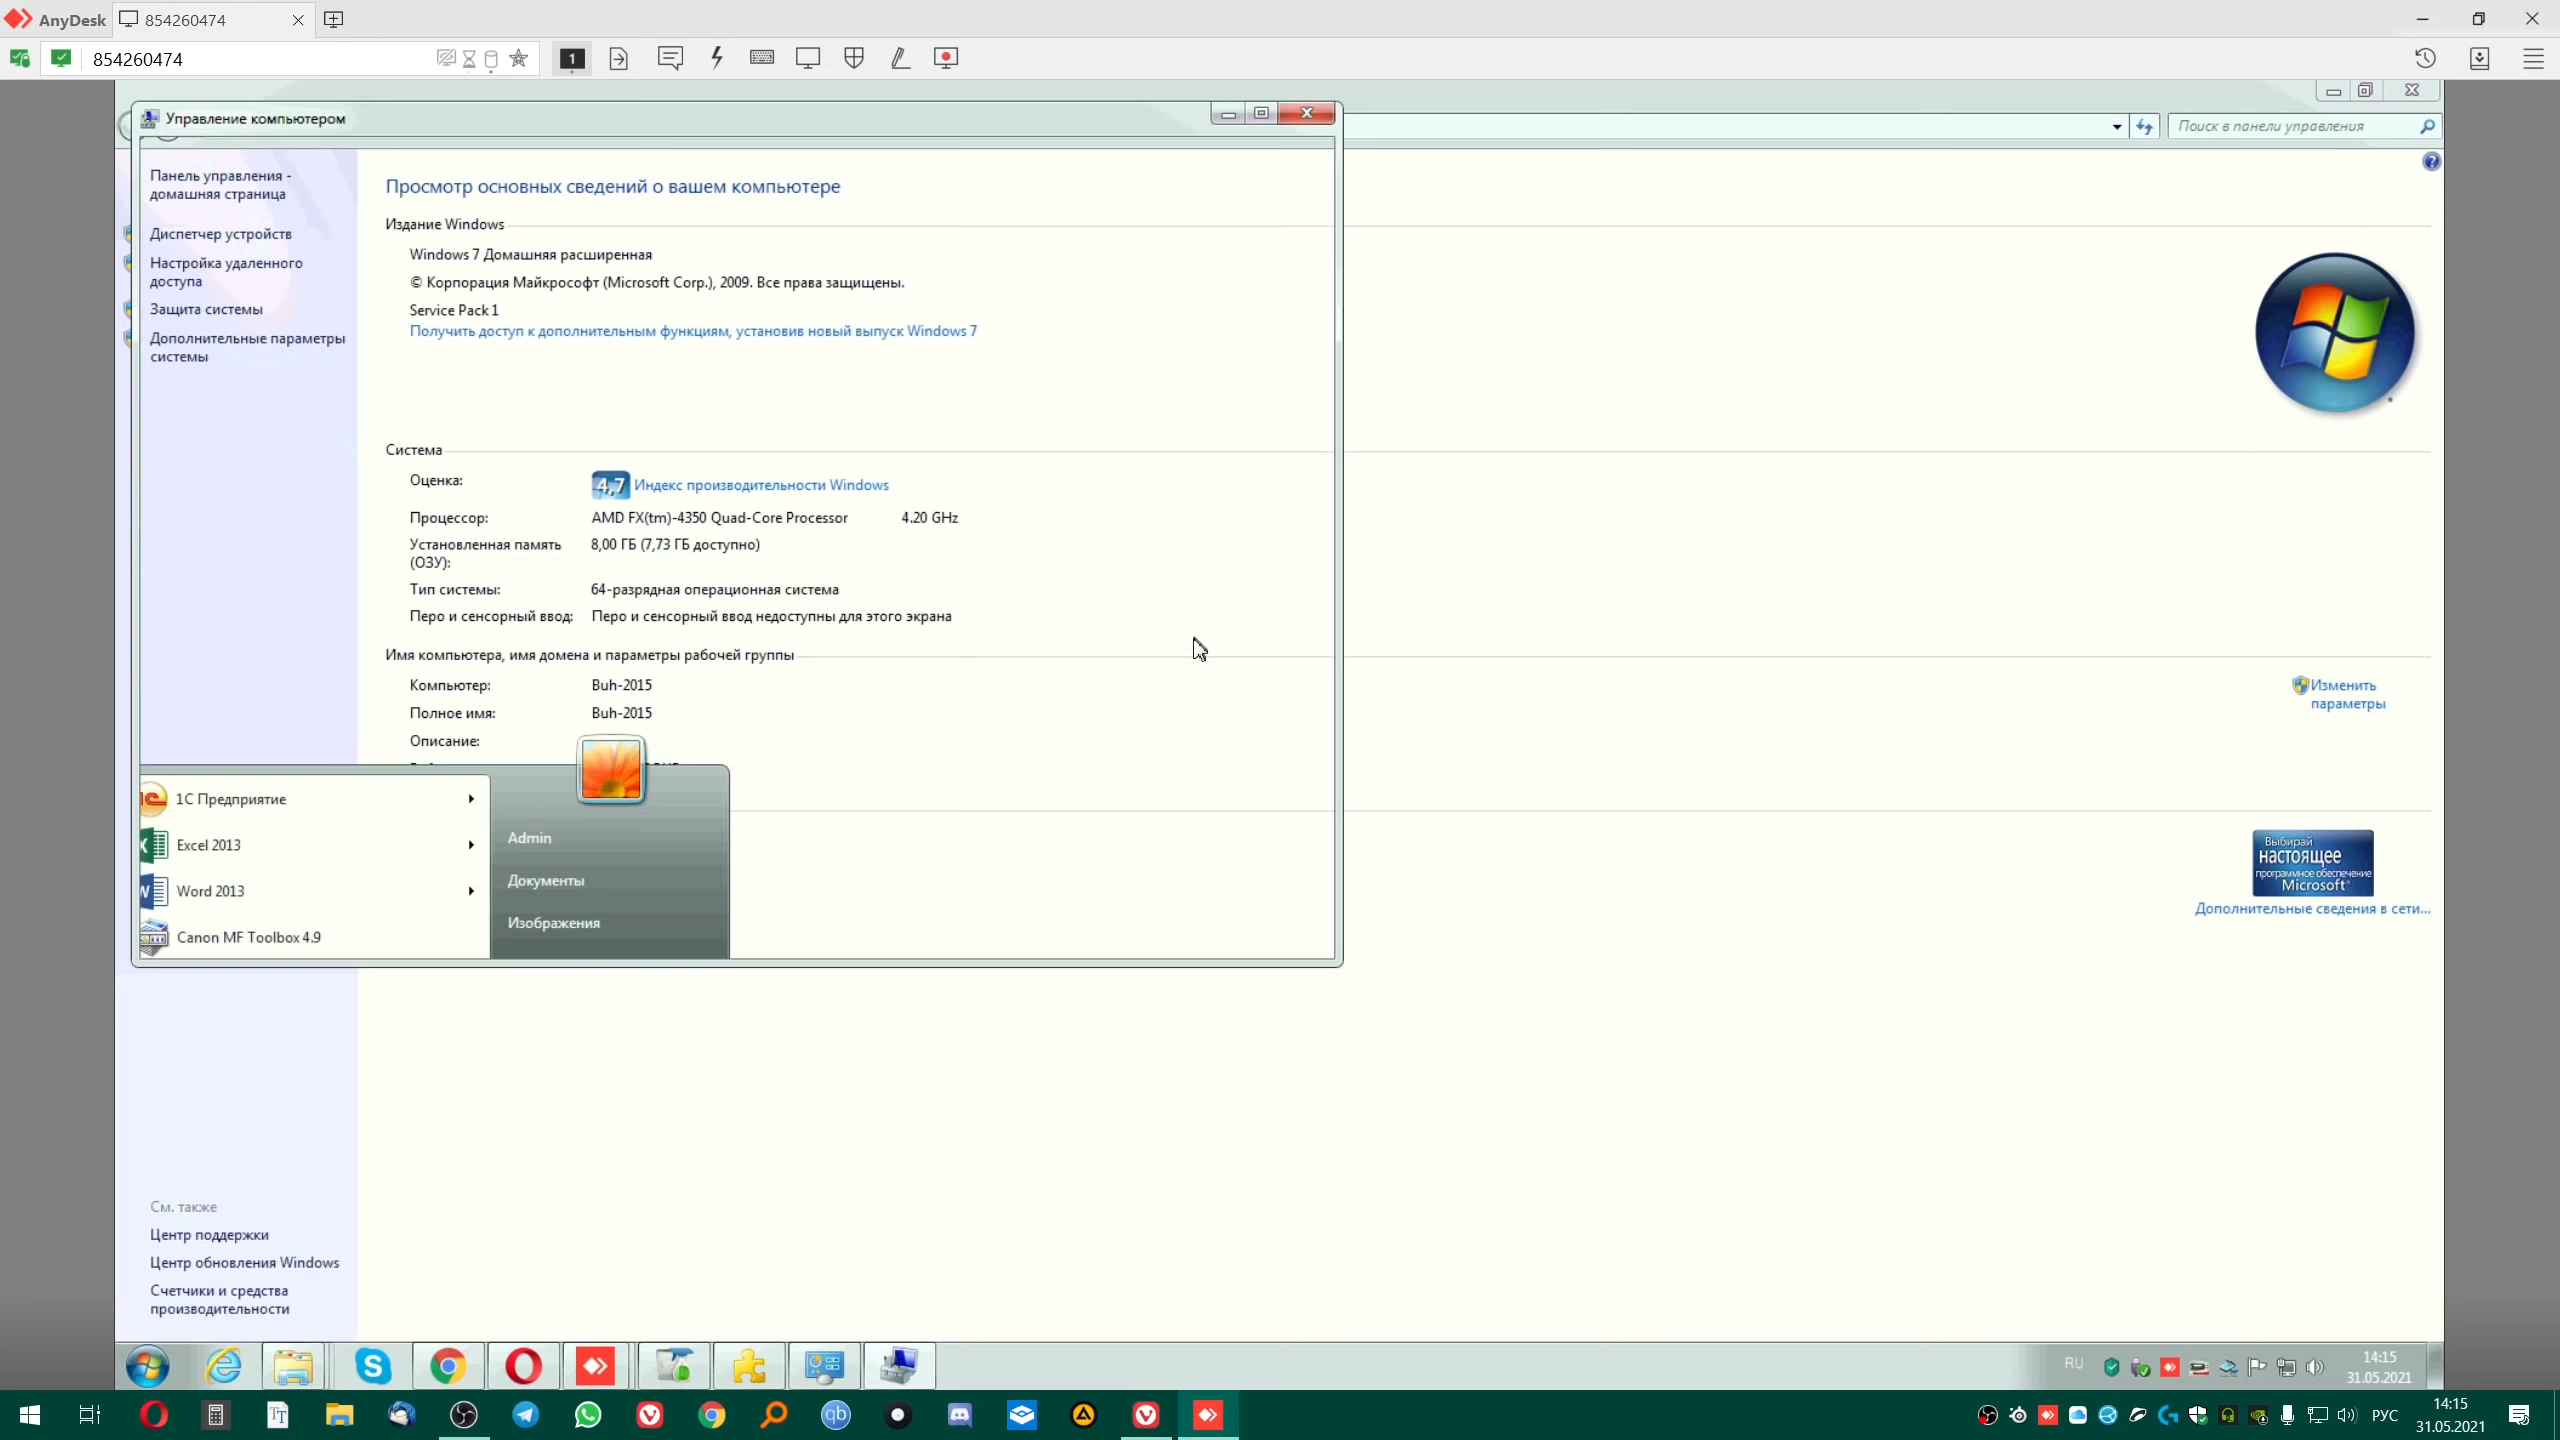 AnyDesk
854260474
854260474
1
Управление компьютером
Поиск в панели управления
Панель управления -
домашняя страница
Диспетчер устройств
Настройка удаленного
доступа
Защита системы
Дополнительные параметры
системы
Просмотр основных сведений о вашем компьютере
Издание Windows
Windows 7 Домашняя расширенная
© Корпорация Майкрософт (Microsoft Corp.), 2009. Все права защищены.
Service Pack 1
Получить доступ к дополнительным функциям, установив новый выпуск Windows 7
Система
Оценка:
4,7 Индекс производительности Windows
Процессор:
AMD FX(tm)-4350 Quad-Core Processor 4.20 GHz
Установленная память
(ОЗУ):
8,00 ГБ (7,73 ГБ доступно)
Тип системы:
64-разрядная операционная система
Перо и сенсорный ввод:
Перо и сенсорный ввод недоступны для этого экрана
Имя компьютера, имя домена и параметры рабочей группы
Компьютер:
Buh-2015
Изменить
параметры
Полное имя:
Buh-2015
Описание:
1С Предприятие
Excel 2013
Word 2013
Canon MF Toolbox 4.9
Admin
Документы
Изображения
Выбирай
настоящее
программное обеспечение
Microsoft
Дополнительные сведения в сети...
См. также
Центр поддержки
Центр обновления Windows
Счетчики и средства
производительности
RU
14:15
31.05.2021
РУС
14:15
31.05.2021